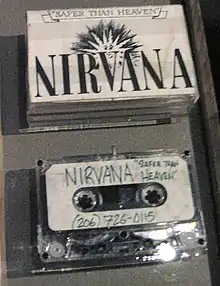 "SAFER THAN HEAVEN"
NIRVANA
NIRVANA "SAFER THAN
HEAVEN"
(206) 726-0115